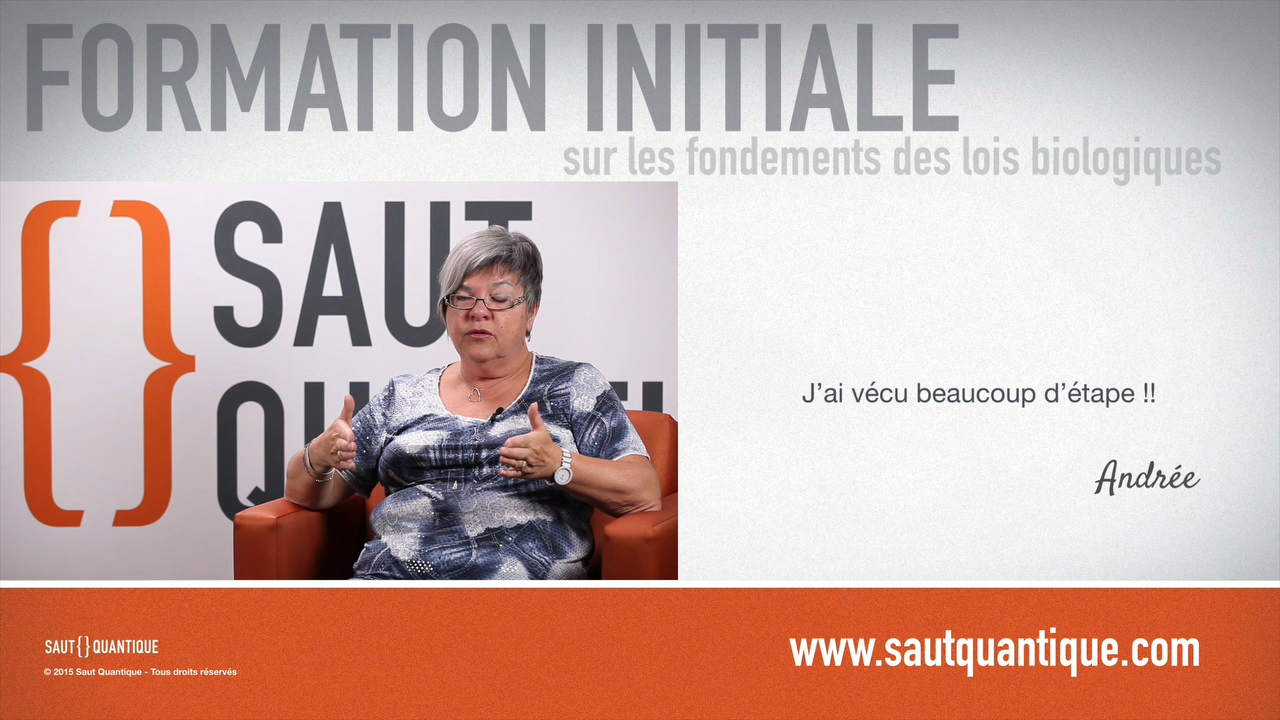 FORMATION INITIALE
sur les fondements des lois biologiques
{} SAUT
J’ai vécu beaucoup d’étape !!
Andrée
SAUT{}QUANTIQUE
© 2015 Saut Quantique - Tous droits réservés
www.sautquantique.com